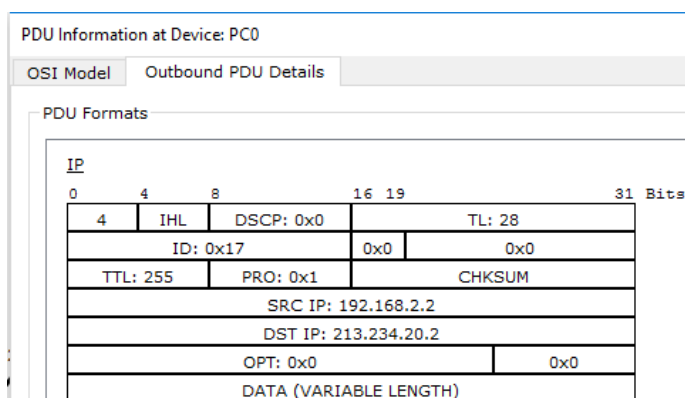 PDU Information at Device: PC0
OSI Model Outbound PDU Details
PDU Formats
IP
0 4 8 16 19 31 Bits
4 IHL DSCP: 0x0 TL: 28
ID: 0x17 0x0 0x0
TTL: 255 PRO: 0x1 CHKSUM
SRC IP: 192.168.2.2
DST IP: 213.234.20.2
OPT: 0x0 0x0
DATA (VARIABLE LENGTH)